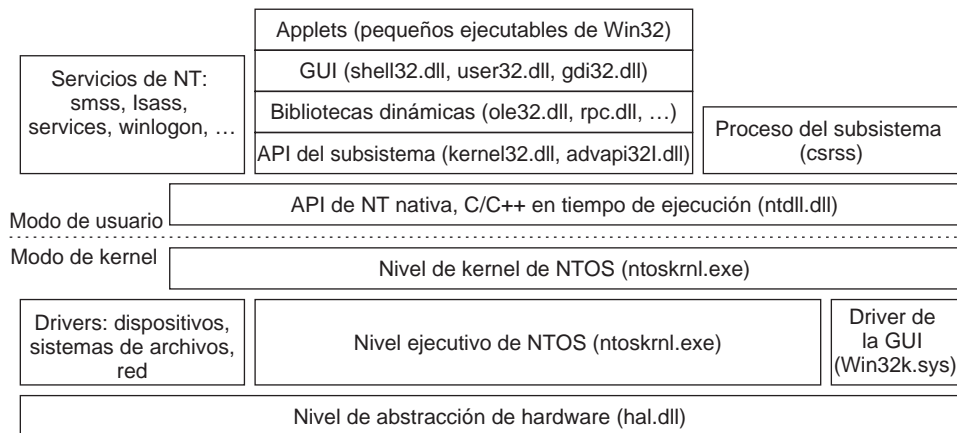 Applets (pequeños ejecutables de Win32)
Servicios de NT:
smss, lsass,
services, winlogon, …
GUI (shell32.dll, user32.dll, gdi32.dll)
Bibliotecas dinámicas (ole32.dll, rpc.dll, …)
API del subsistema (kernel32.dll, advapi32I.dll)
Proceso del subsistema
(csrss)
API de NT nativa, C/C++ en tiempo de ejecución (ntdll.dll)
Modo de usuario
Modo de kernel
Nivel de kernel de NTOS (ntoskrnl.exe)
Drivers: dispositivos,
sistemas de archivos,
red
Nivel ejecutivo de NTOS (ntoskrnl.exe)
Driver de
la GUI
(Win32k.sys)
Nivel de abstracción de hardware (hal.dll)